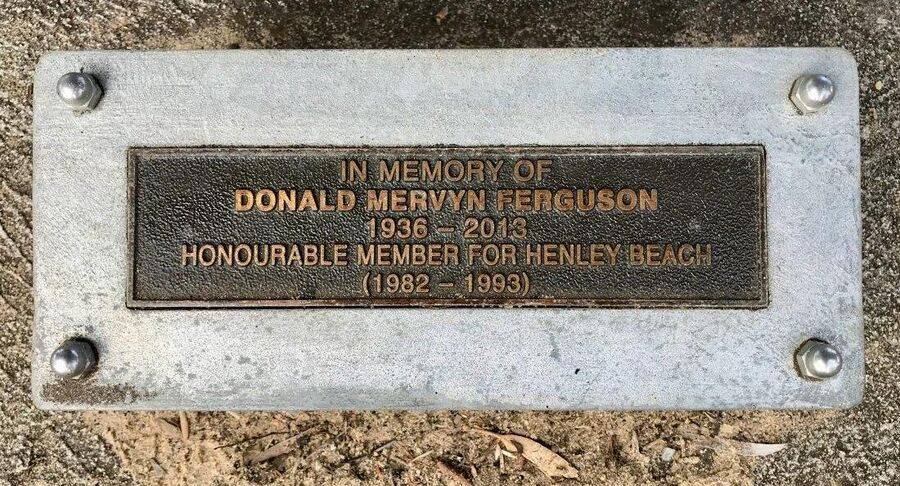 IN MEMORY OF
DONALD MERVYN FERGUSON
1936 – 2013
HONOURABLE MEMBER FOR HENLEY BEACH
(1982 – 1993)